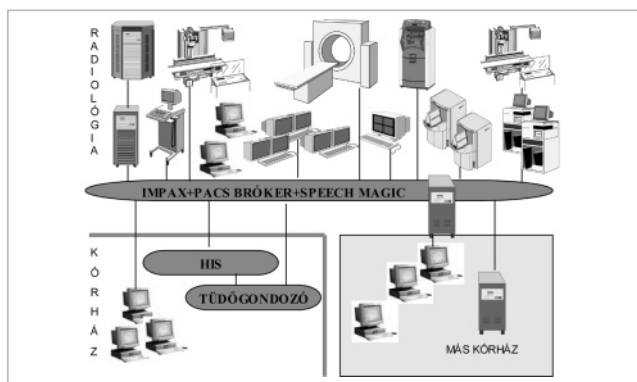 RADIOLÓGIA
IMPAX+PACS BRÓKER+SPEECH MAGIC
KÓRHÁZ
HIS
TÜDŐGONDOZÓ
MÁS KÓRHÁZ